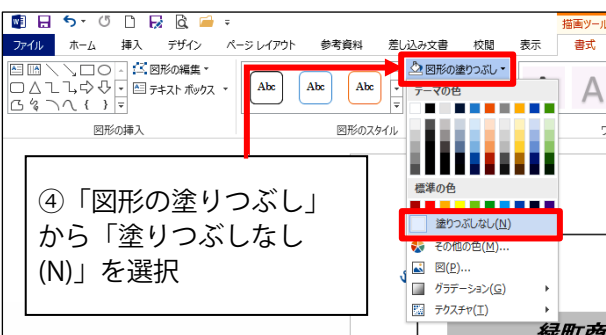 描画ツール
ファイル ホーム 挿入 デザイン ページ レイアウト 参考資料 差し込み文書 校閲 表示 書式
図形の編集
テキスト ボックス
Abc Abc Abc
図形の塗りつぶし
A
図形の挿入 図形のスタイル
テーマの色
標準の色
塗りつぶしなし(N)
その他の色(M)...
図(P)...
グラデーション(G)
テクスチャ(T)
④「図形の塗りつぶし」
から「塗りつぶしなし
(N)」を選択